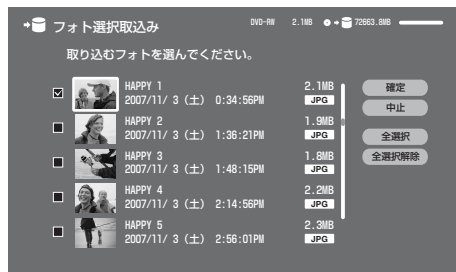 フォト選択取込み DVD-RW 2.1MB 72663.8MB
取り込むフォトを選んでください。
HAPPY 1 2.1MB
2007/11/ 3 (土) 0:34:56PM JPG
HAPPY 2 1.9MB
2007/11/ 3 (土) 1:36:21PM JPG
HAPPY 3 1.8MB
2007/11/ 3 (土) 1:48:15PM JPG
HAPPY 4 2.2MB
2007/11/ 3 (土) 2:14:56PM JPG
HAPPY 5 2.3MB
2007/11/ 3 (土) 2:56:01PM JPG
確定
中止
全選択
全選択解除